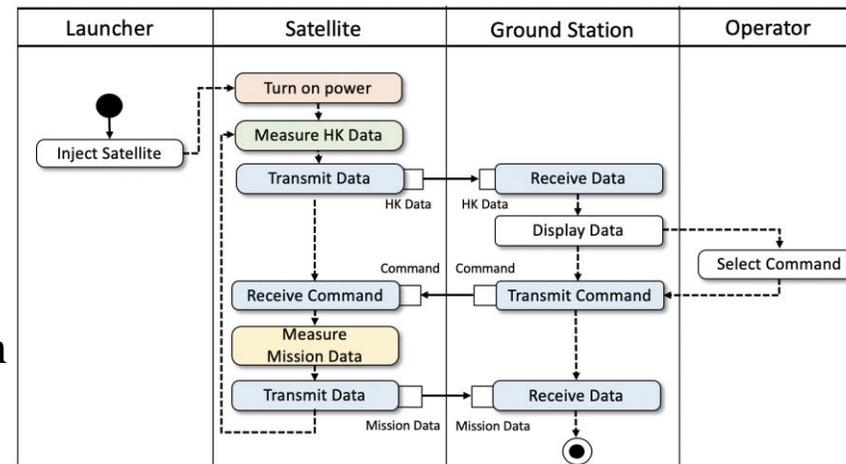 Launcher
Satellite
Ground Station
Operator
Turn on power
Measure HK Data
Inject Satellite
Transmit Data
Receive Data
HK Data
HK Data
Display Data
Select Command
Command
Command
Receive Command
Transmit Command
Measure
Mission Data
Transmit Data
Receive Data
Mission Data
Mission Data